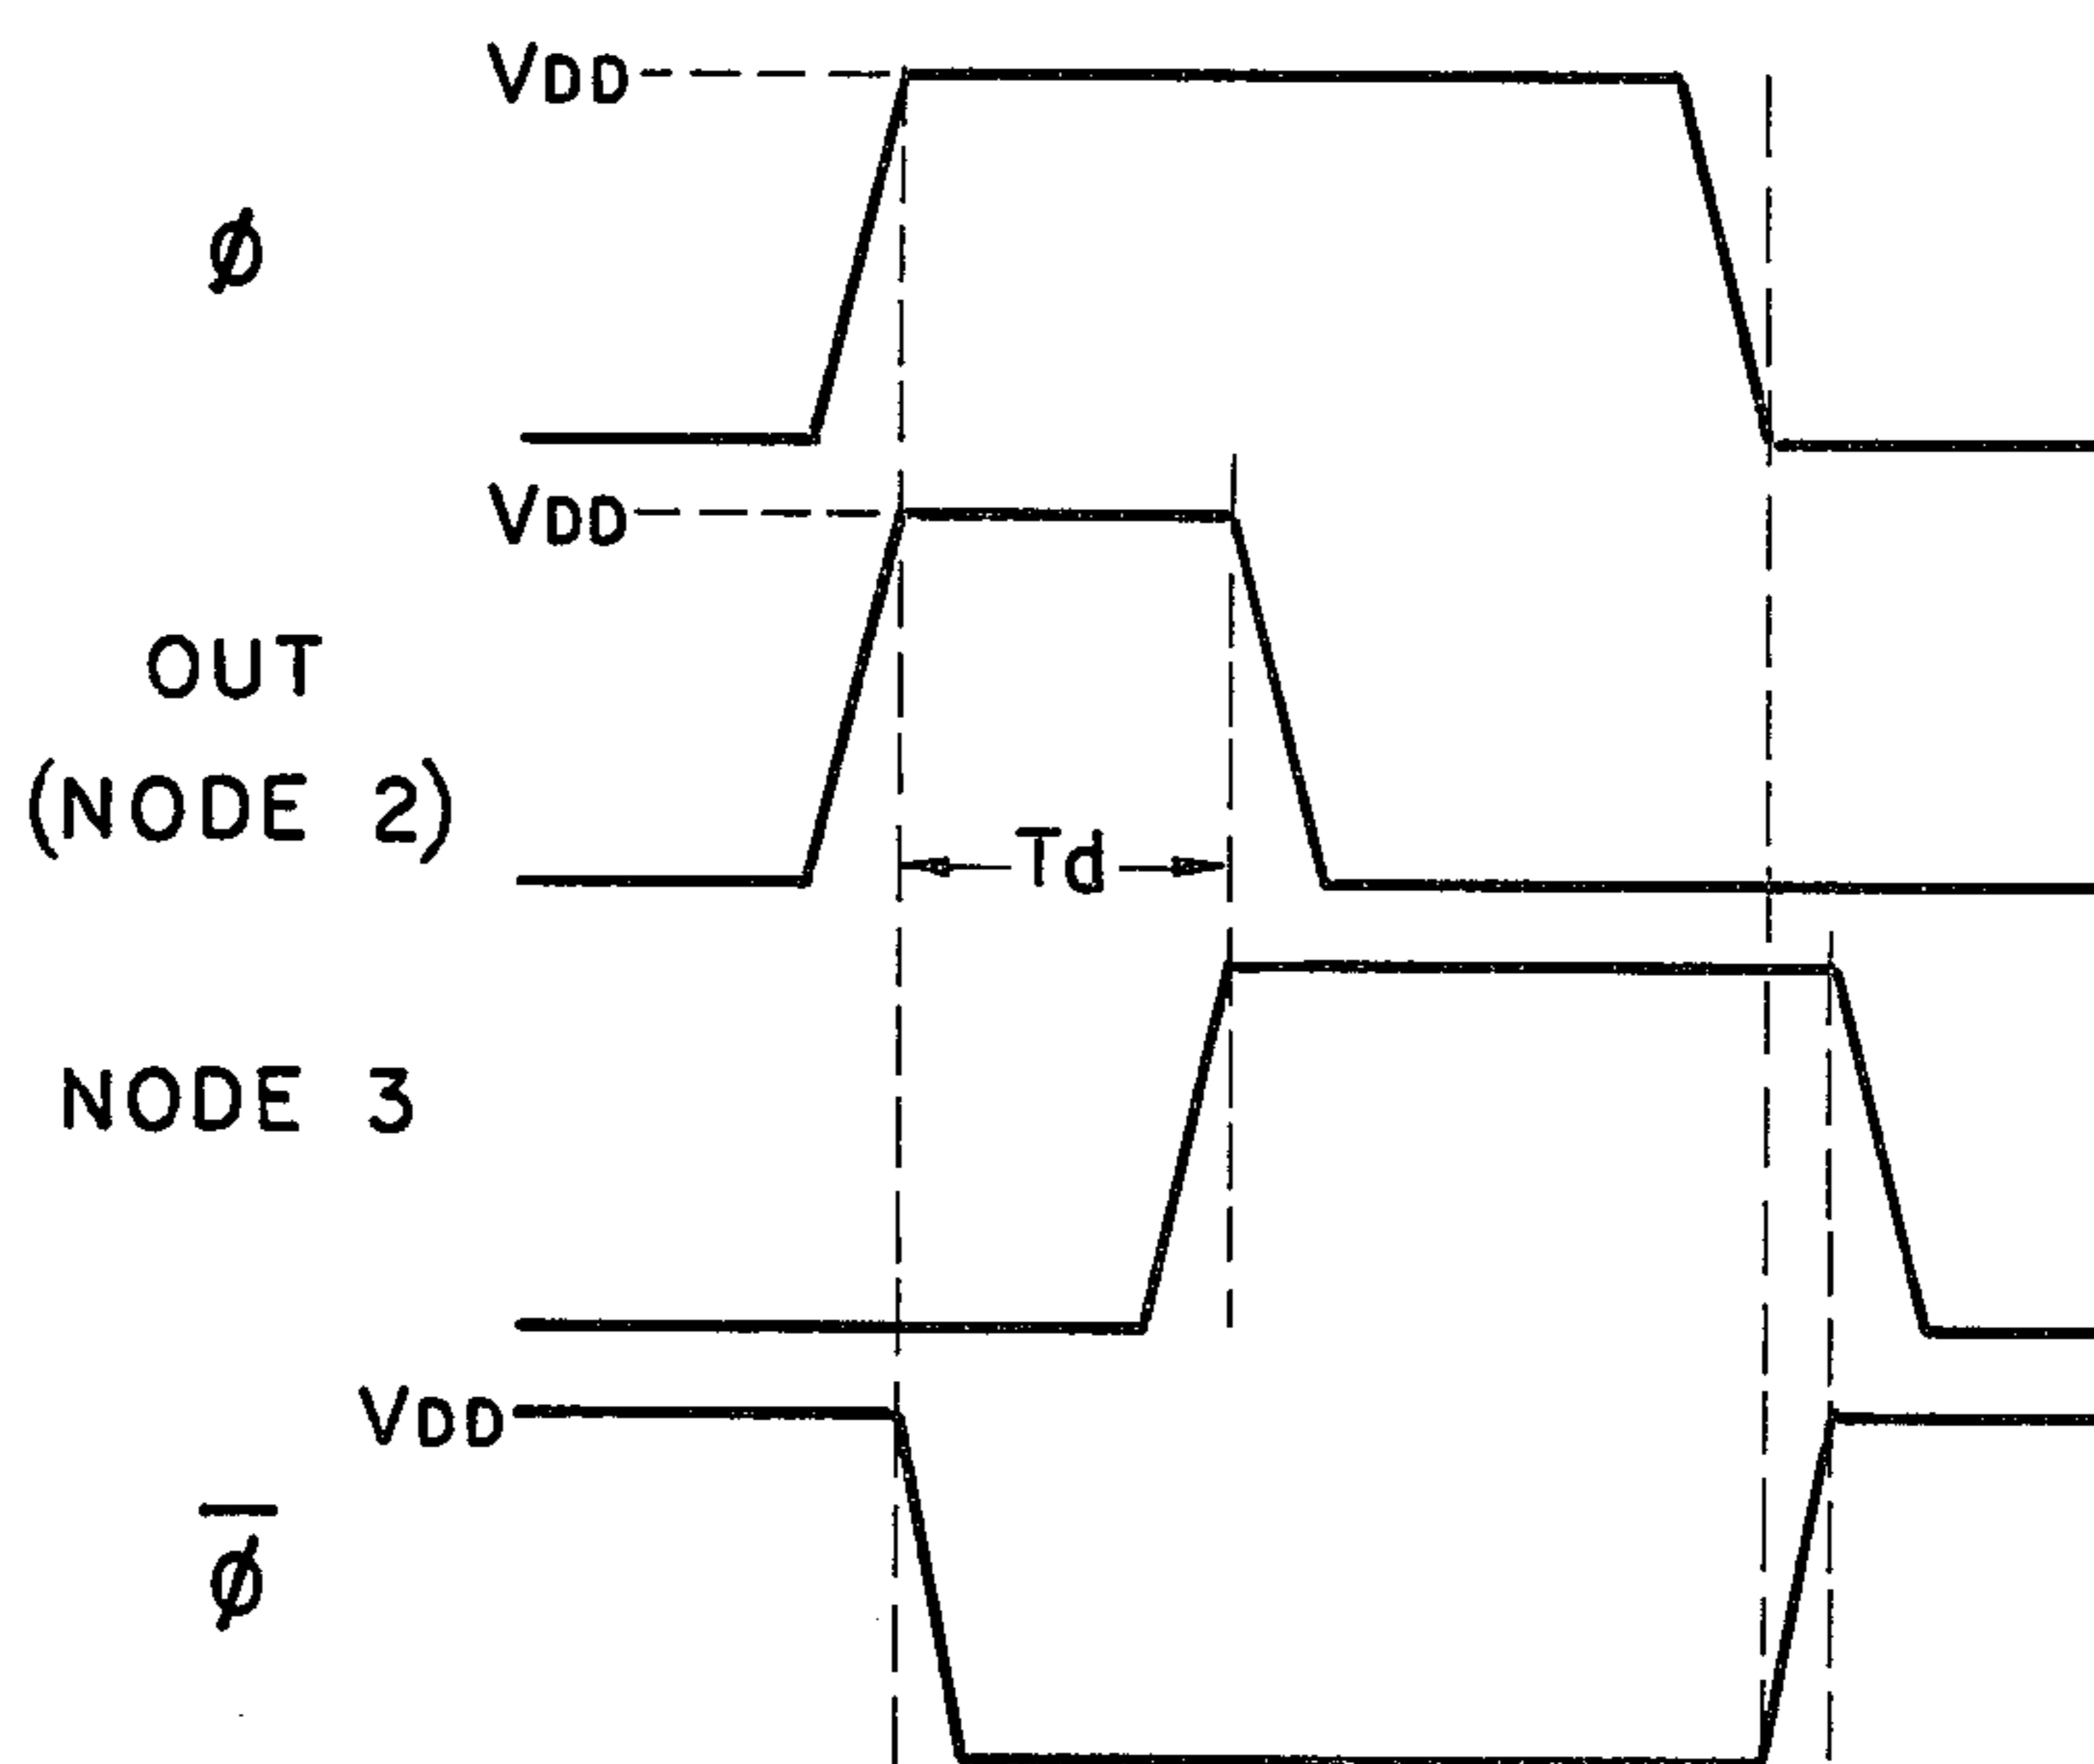 VDD
ø
VDD
OUT
(NODE 2)
Td
NODE 3
VDD
ø̅